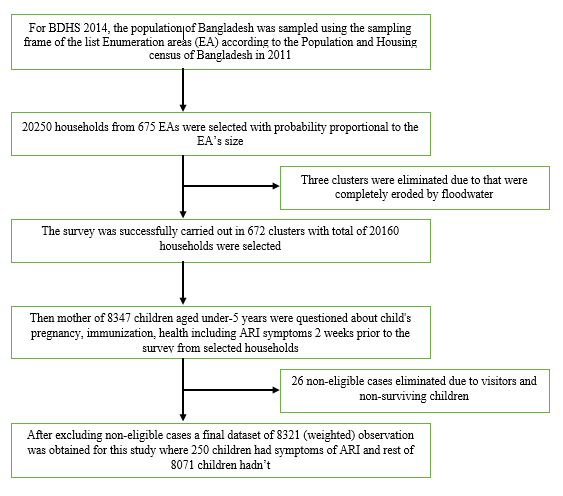 For BDHS 2014, the population of Bangladesh was sampled using the sampling
frame of the list Enumeration areas (EA) according to the Population and Housing
census of Bangladesh in 2011
20250 households from 675 EAs were selected with probability proportional to the
EA's size
Three clusters were eliminated due to that were
completely eroded by floodwater
The survey was successfully carried out in 672 clusters with total of 20160
households were selected
Then mother of 8347 children aged under-5 years were questioned about child's
pregnancy, immunization, health including ARI symptoms 2 weeks prior to the
survey from selected households
26 non-eligible cases eliminated due to visitors and
non-surviving children
After excluding non-eligible cases a final dataset of 8321 (weighted) observation
was obtained for this study where 250 children had symptoms of ARI and rest of
8071 children hadn't